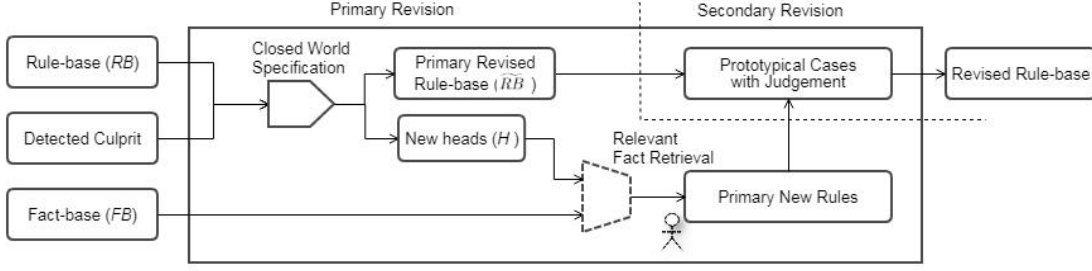 Primary Revision
Secondary Revision
Rule-base (RB)
Closed World
Specification
Primary Revised
Rule-base (R̃B̃ )
Prototypical Cases
with Judgement
Revised Rule-base
Detected Culprit
New heads (H )
Relevant
Fact Retrieval
Fact-base (FB)
Primary New Rules